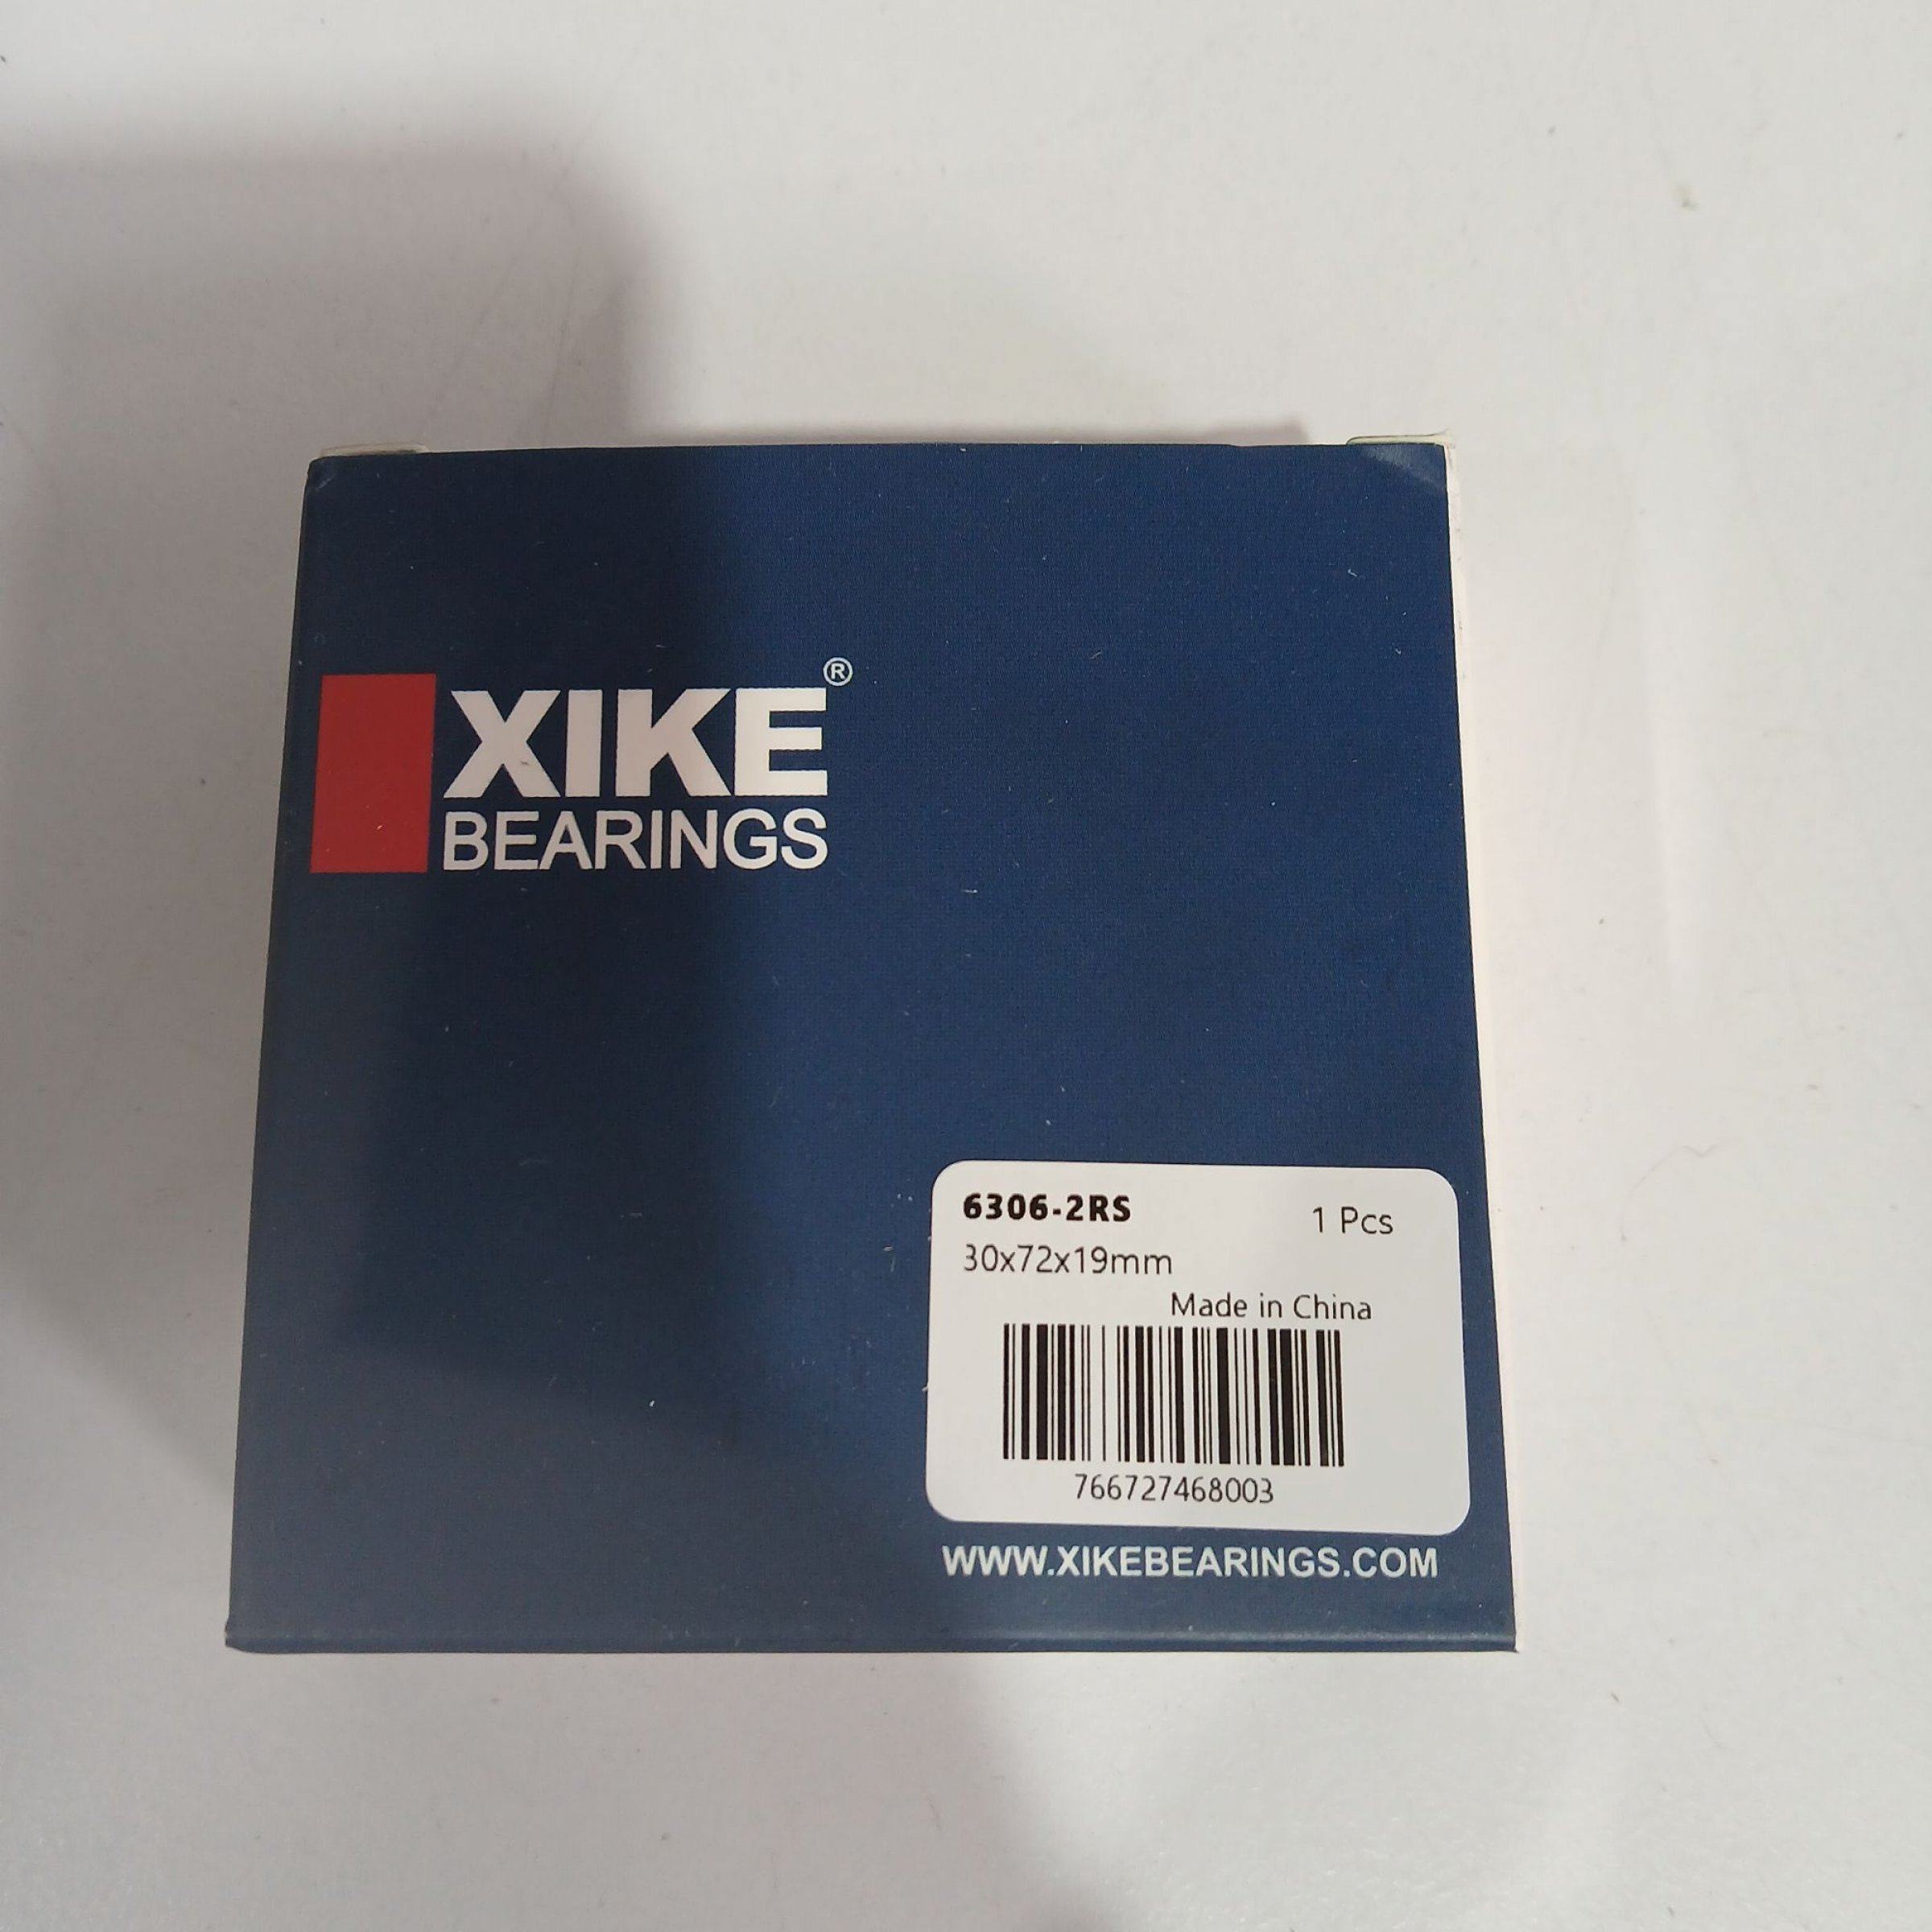 XIKE®
BEARINGS
6306-2RS
1 Pcs
30x72x19mm
Made in China
766727468003
WWW.XIKEBEARINGS.COM